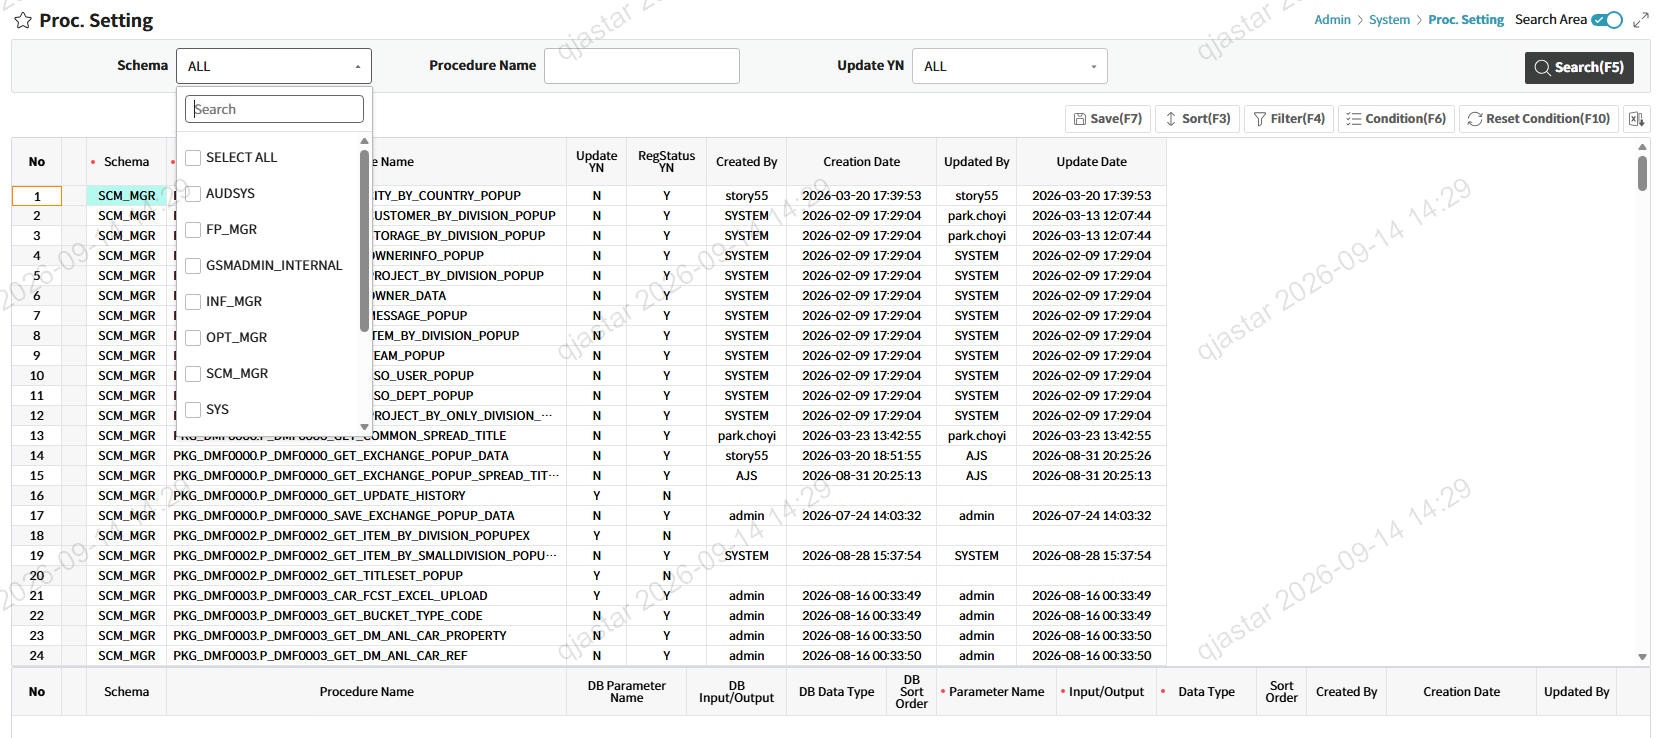 Proc. Setting
Admin > System > Proc. Setting Search Area
Schema ALL Procedure Name Update YN ALL Search(F5)
Search
Save(F7) Sort(F3) Filter(F4) Condition(F6) Reset Condition(F10)
SELECT ALL
AUDSYS
FP_MGR
GSMADMIN_INTERNAL
INF_MGR
OPT_MGR
SCM_MGR
SYS
No Schema Name Update YN RegStatus YN Created By Creation Date Updated By Update Date
1 SCM_MGR ITY_BY_COUNTRY_POPUP N Y story55 2026-03-20 17:39:53 story55 2026-03-20 17:39:53
2 SCM_MGR CUSTOMER_BY_DIVISION_POPUP N Y SYSTEM 2026-02-09 17:29:04 park.choyi 2026-03-13 12:07:44
3 SCM_MGR TORAGE_BY_DIVISION_POPUP N Y SYSTEM 2026-02-09 17:29:04 park.choyi 2026-03-13 12:07:44
4 SCM_MGR OWNERINFO_POPUP N Y SYSTEM 2026-02-09 17:29:04 SYSTEM 2026-02-09 17:29:04
5 SCM_MGR PROJECT_BY_DIVISION_POPUP N Y SYSTEM 2026-02-09 17:29:04 SYSTEM 2026-02-09 17:29:04
6 SCM_MGR OWNER_DATA N Y SYSTEM 2026-02-09 17:29:04 SYSTEM 2026-02-09 17:29:04
7 SCM_MGR MESSAGE_POPUP N Y SYSTEM 2026-02-09 17:29:04 SYSTEM 2026-02-09 17:29:04
8 SCM_MGR TEM_BY_DIVISION_POPUP N Y SYSTEM 2026-02-09 17:29:04 SYSTEM 2026-02-09 17:29:04
9 SCM_MGR EAM_POPUP N Y SYSTEM 2026-02-09 17:29:04 SYSTEM 2026-02-09 17:29:04
10 SCM_MGR SO_USER_POPUP N Y SYSTEM 2026-02-09 17:29:04 SYSTEM 2026-02-09 17:29:04
11 SCM_MGR SO_DEPT_POPUP N Y SYSTEM 2026-02-09 17:29:04 SYSTEM 2026-02-09 17:29:04
12 SCM_MGR PROJECT_BY_ONLY_DIVISION_··· N Y SYSTEM 2026-02-09 17:29:04 SYSTEM 2026-02-09 17:29:04
13 SCM_MGR PKG_DMF0000.P_DMF0000_GET_COMMON_SPREAD_TITLE N Y park.choyi 2026-03-23 13:42:55 park.choyi 2026-03-23 13:42:55
14 SCM_MGR PKG_DMF0000.P_DMF0000_GET_EXCHANGE_POPUP_DATA N Y story55 2026-03-20 18:51:55 AJS 2026-08-31 20:25:26
15 SCM_MGR PKG_DMF0000.P_DMF0000_GET_EXCHANGE_POPUP_SPREAD_TIT··· N Y AJS 2026-08-31 20:25:13 AJS 2026-08-31 20:25:13
16 SCM_MGR PKG_DMF0000.P_DMF0000_GET_UPDATE_HISTORY Y N
17 SCM_MGR PKG_DMF0000.P_DMF0000_SAVE_EXCHANGE_POPUP_DATA N Y admin 2026-07-24 14:03:32 admin 2026-07-24 14:03:32
18 SCM_MGR PKG_DMF0002.P_DMF0002_GET_ITEM_BY_DIVISION_POPUPEX Y N
19 SCM_MGR PKG_DMF0002.P_DMF0002_GET_ITEM_BY_SMALLDIVISION_POPU··· N Y SYSTEM 2026-08-28 15:37:54 SYSTEM 2026-08-28 15:37:54
20 SCM_MGR PKG_DMF0002.P_DMF0002_GET_TITLESET_POPUP Y N
21 SCM_MGR PKG_DMF0003.P_DMF0003_CAR_FCST_EXCEL_UPLOAD Y Y admin 2026-08-16 00:33:49 admin 2026-08-16 00:33:49
22 SCM_MGR PKG_DMF0003.P_DMF0003_GET_BUCKET_TYPE_CODE N Y admin 2026-08-16 00:33:49 admin 2026-08-16 00:33:49
23 SCM_MGR PKG_DMF0003.P_DMF0003_GET_DM_ANL_CAR_PROPERTY N Y admin 2026-08-16 00:33:50 admin 2026-08-16 00:33:50
24 SCM_MGR PKG_DMF0003.P_DMF0003_GET_DM_ANL_CAR_REF N Y admin 2026-08-16 00:33:50 admin 2026-08-16 00:33:50
No Schema Procedure Name DB Parameter Name DB Input/Output DB Data Type DB Sort Order Parameter Name Input/Output Data Type Sort Order Created By Creation Date Updated By
qjastar 2026-09-14 14:29